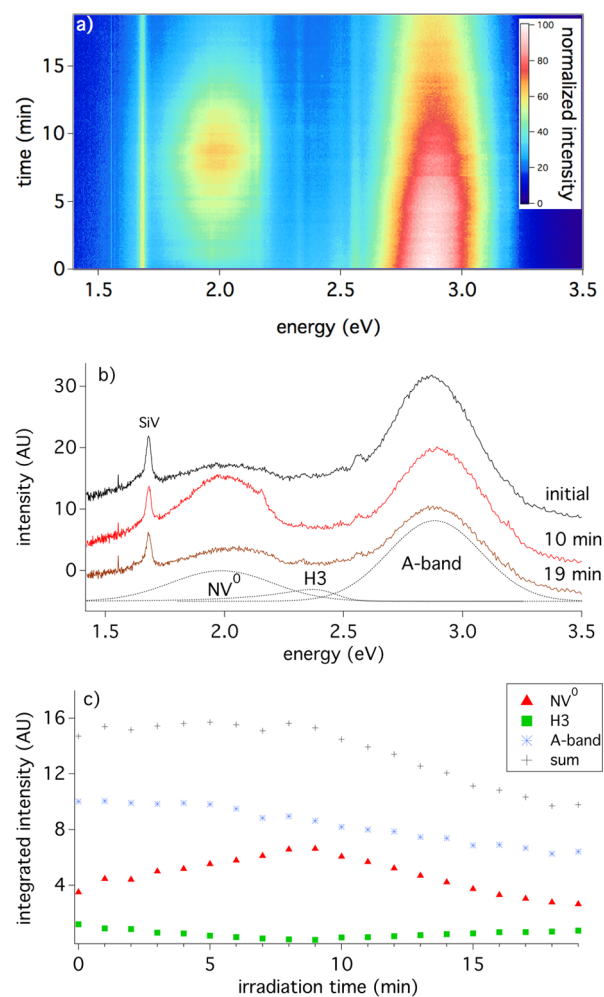 a)
15
10
5
0
time (min)
100
80
60
40
20
0
normalized intensity
1.5 2.0 2.5 3.0 3.5
energy (eV)
b)
30
20
10
0
intensity (AU)
SiV
initial
10 min
19 min
NV⁰
H3
A-band
1.5 2.0 2.5 3.0 3.5
energy (eV)
c)
16
12
8
4
integrated intensity (AU)
NV⁰
H3
A-band
sum
0 5 10 15
irradiation time (min)